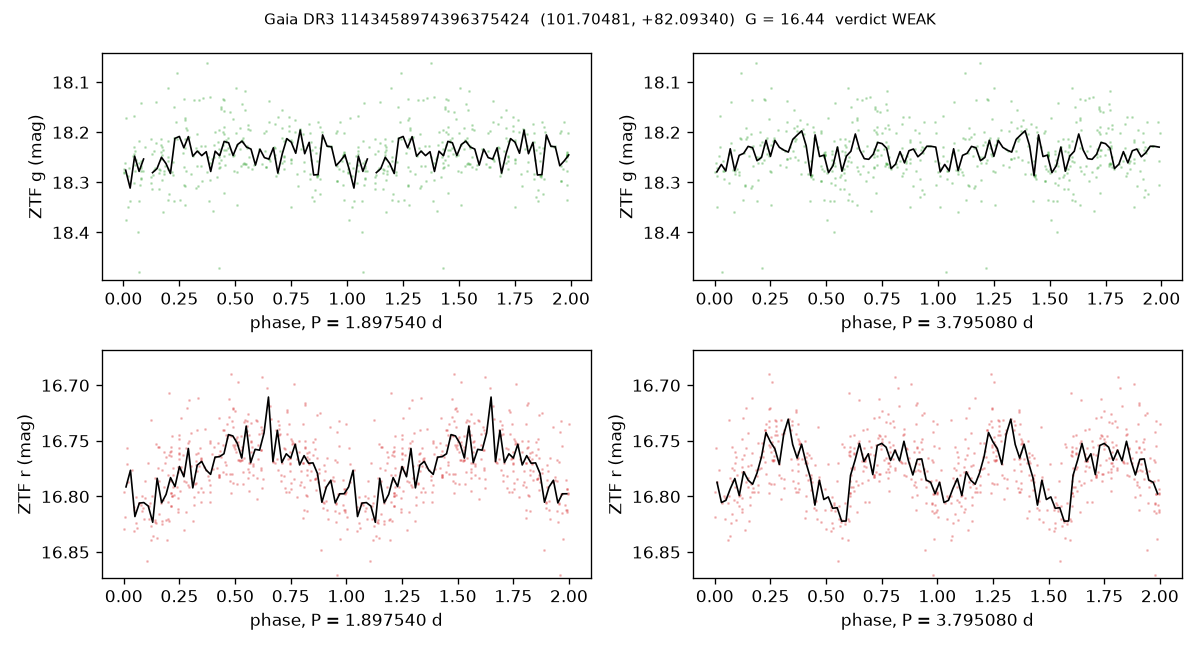 Gaia DR3 1143458974396375424  (101.70481, +82.09340)  G = 16.44  verdict WEAK
ZTF g (mag)
18.1
18.2
18.3
18.4
0.00 0.25 0.50 0.75 1.00 1.25 1.50 1.75 2.00
phase, P = 1.897540 d
ZTF g (mag)
18.1
18.2
18.3
18.4
0.00 0.25 0.50 0.75 1.00 1.25 1.50 1.75 2.00
phase, P = 3.795080 d
ZTF r (mag)
16.70
16.75
16.80
16.85
0.00 0.25 0.50 0.75 1.00 1.25 1.50 1.75 2.00
phase, P = 1.897540 d
ZTF r (mag)
16.70
16.75
16.80
16.85
0.00 0.25 0.50 0.75 1.00 1.25 1.50 1.75 2.00
phase, P = 3.795080 d